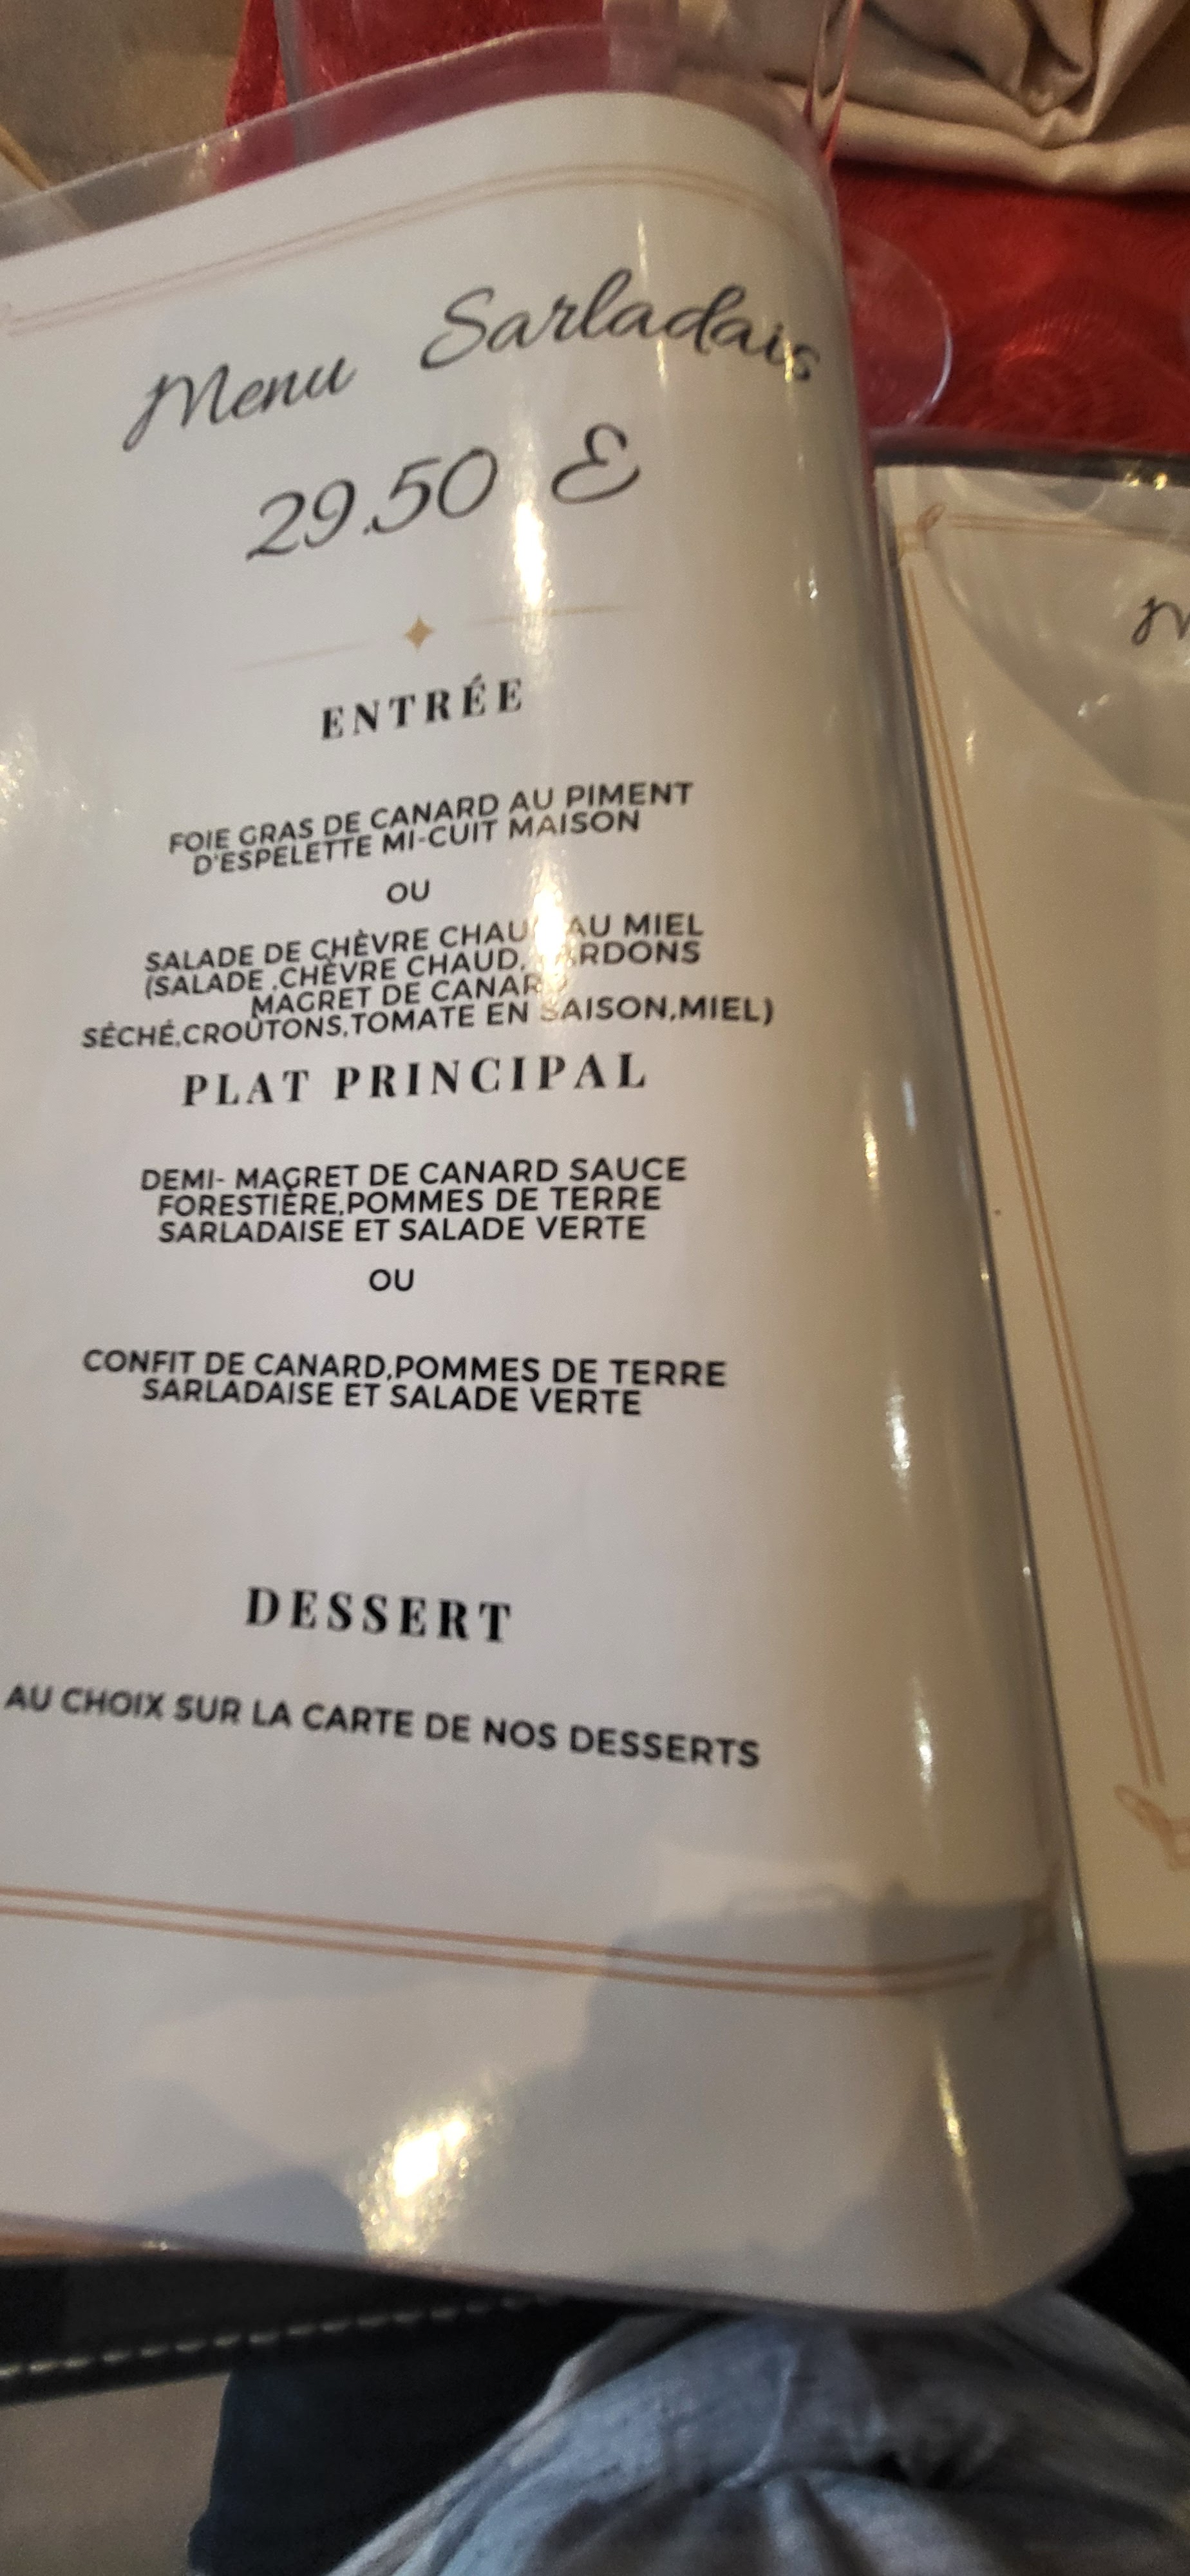 Menu Sarladais
29.50 €
ENTRÉE
FOIE GRAS DE CANARD AU PIMENT
D'ESPELETTE MI-CUIT MAISON
OU
SALADE DE CHÈVRE CHAUD AU MIEL
(SALADE ,CHÈVRE CHAUD, LARDONS
MAGRET DE CANARD
SÉCHÉ,CROÛTONS,TOMATE EN SAISON,MIEL)
PLAT PRINCIPAL
DEMI- MAGRET DE CANARD SAUCE
FORESTIÈRE,POMMES DE TERRE
SARLADAISE ET SALADE VERTE
OU
CONFIT DE CANARD,POMMES DE TERRE
SARLADAISE ET SALADE VERTE
DESSERT
AU CHOIX SUR LA CARTE DE NOS DESSERTS